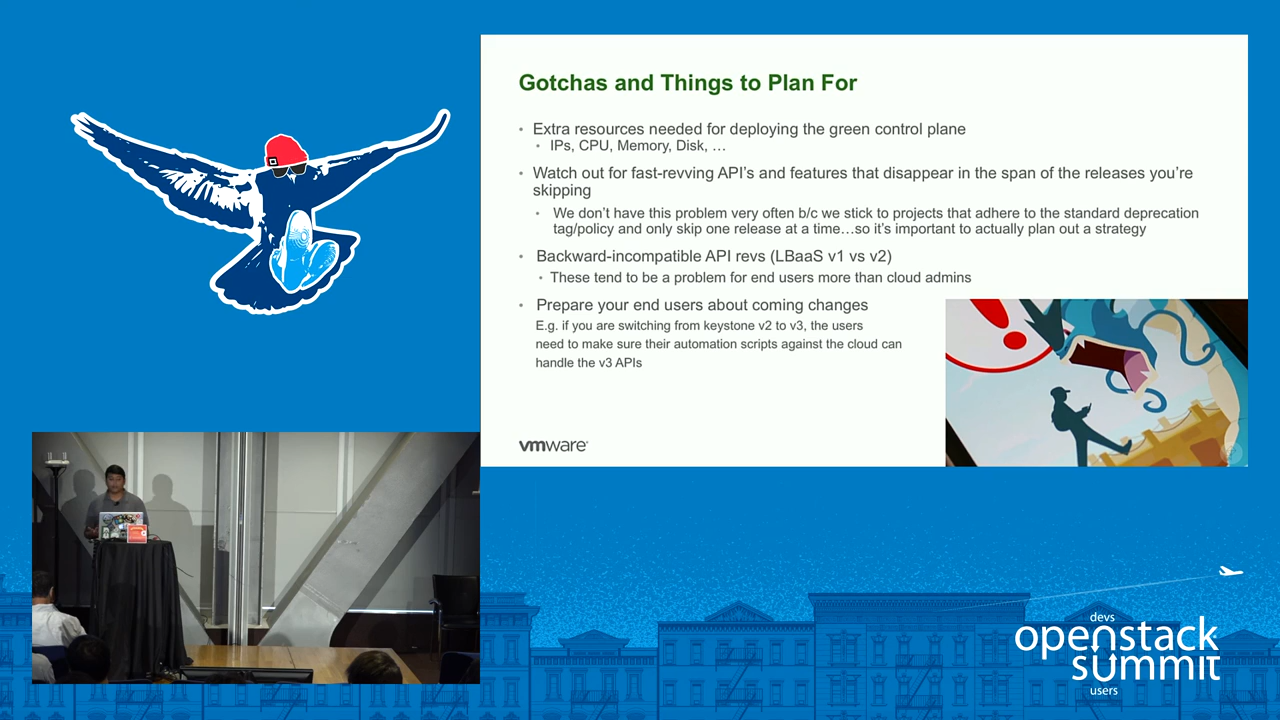 Gotchas and Things to Plan For
• Extra resources needed for deploying the green control plane
• IPs, CPU, Memory, Disk, …
• Watch out for fast-revving API’s and features that disappear in the span of the releases you’re
skipping
• We don’t have this problem very often b/c we stick to projects that adhere to the standard deprecation
tag/policy and only skip one release at a time…so it’s important to actually plan out a strategy
• Backward-incompatible API revs (LBaaS v1 vs v2)
• These tend to be a problem for end users more than cloud admins
• Prepare your end users about coming changes
E.g. if you are switching from keystone v2 to v3, the users
need to make sure their automation scripts against the cloud can
handle the v3 APIs
vmware
devs
openstack
summit
users